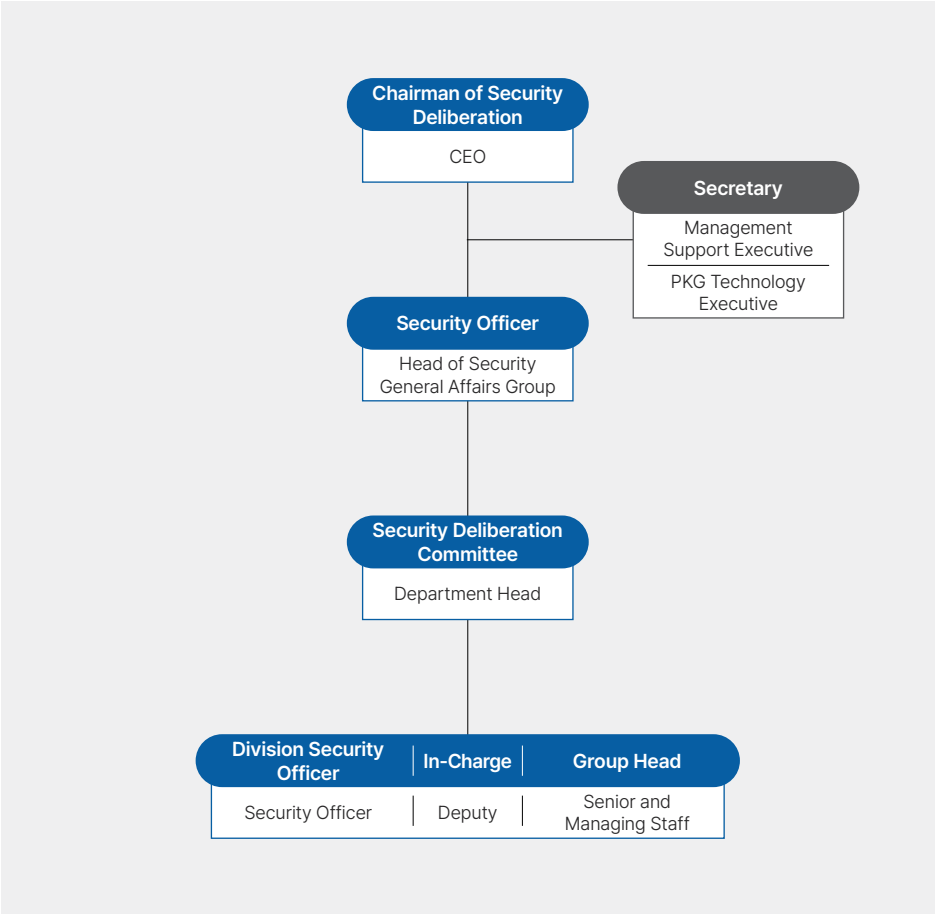 Chairman of Security
Deliberation
CEO
Secretary
Management
Support Executive
PKG Technology
Executive
Security Officer
Head of Security
General Affairs Group
Security Deliberation
Committee
Department Head
Division Security
Officer
In-Charge
Group Head
Security Officer
Deputy
Senior and
Managing Staff